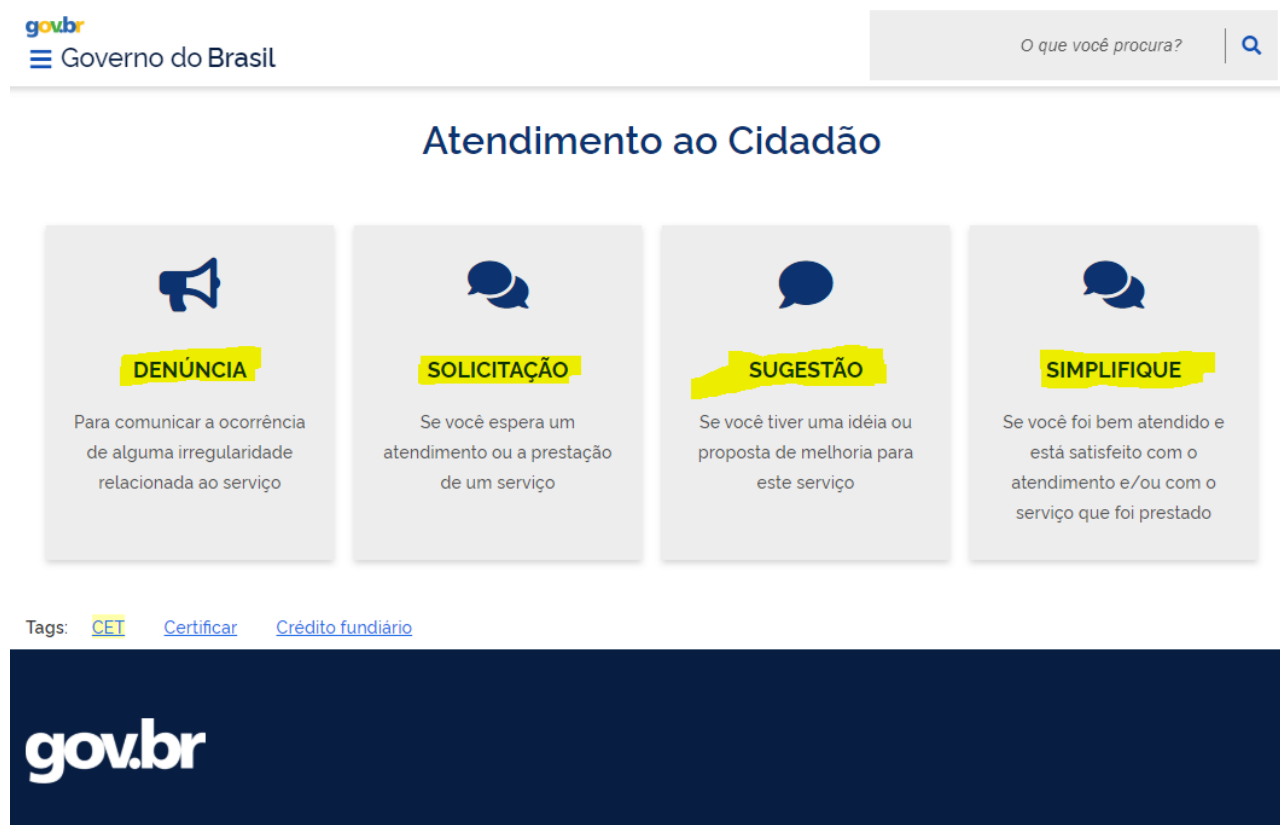 gov.br
Governo do Brasil
O que você procura?
Atendimento ao Cidadão
DENÚNCIA
Para comunicar a ocorrência
de alguma irregularidade
relacionada ao serviço
SOLICITAÇÃO
Se você espera um
atendimento ou a prestação
de um serviço
SUGESTÃO
Se você tiver uma idéia ou
proposta de melhoria para
este serviço
SIMPLIFIQUE
Se você foi bem atendido e
está satisfeito com o
atendimento e/ou com o
serviço que foi prestado
Tags: CET Certificar Crédito fundiário
gov.br